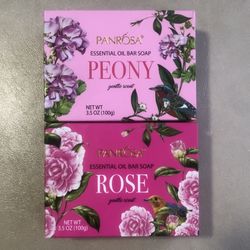 PANROSA®
ESSENTIAL OIL BAR SOAP
PEONY
gentle scent
NET WT
3.5 OZ (100g)
PANROSA®
ESSENTIAL OIL BAR SOAP
ROSE
gentle scent
NET WT
3.5 OZ (100g)